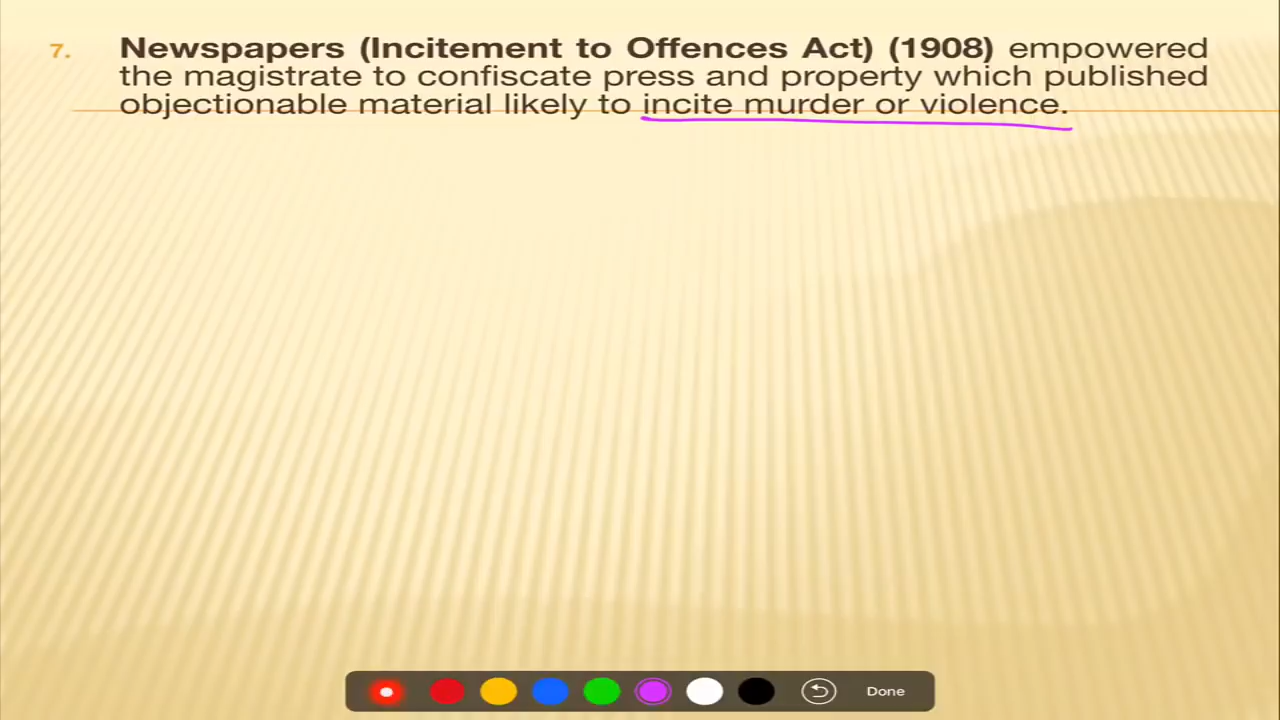 7. Newspapers (Incitement to Offences Act) (1908) empowered
the magistrate to confiscate press and property which published
objectionable material likely to incite murder or violence.
Done